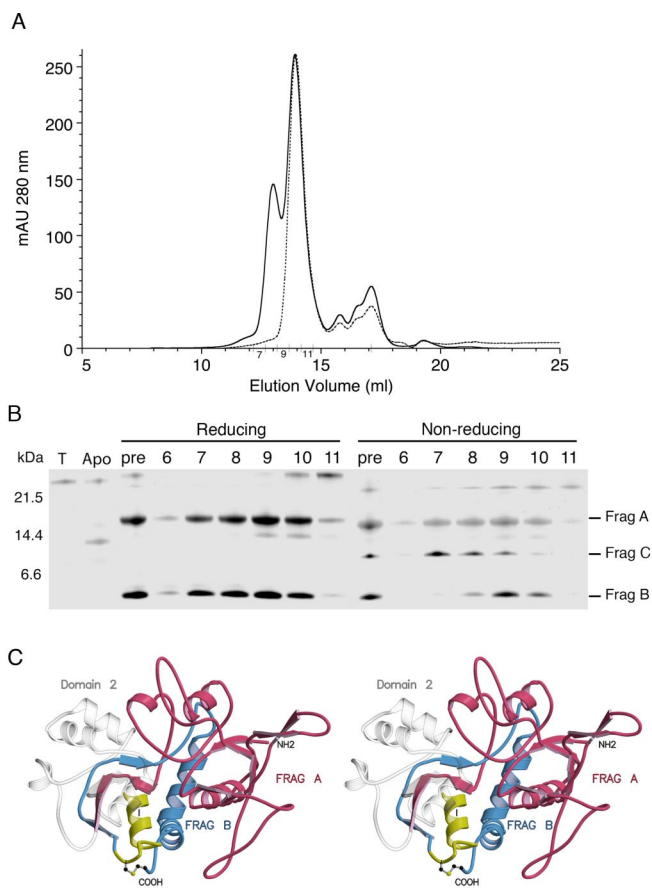 A
250
200
150
100
50
0
mAU 280 nm
7 9 11
5 10 15 20 25
Elution Volume (ml)
B
Reducing Non-reducing
kDa T Apo pre 6 7 8 9 10 11 pre 6 7 8 9 10 11
21.5
Frag A
14.4
Frag C
6.6
Frag B
C
Domain 2 Domain 2
NH2 NH2
FRAG A FRAG A
FRAG B FRAG B
COOH COOH